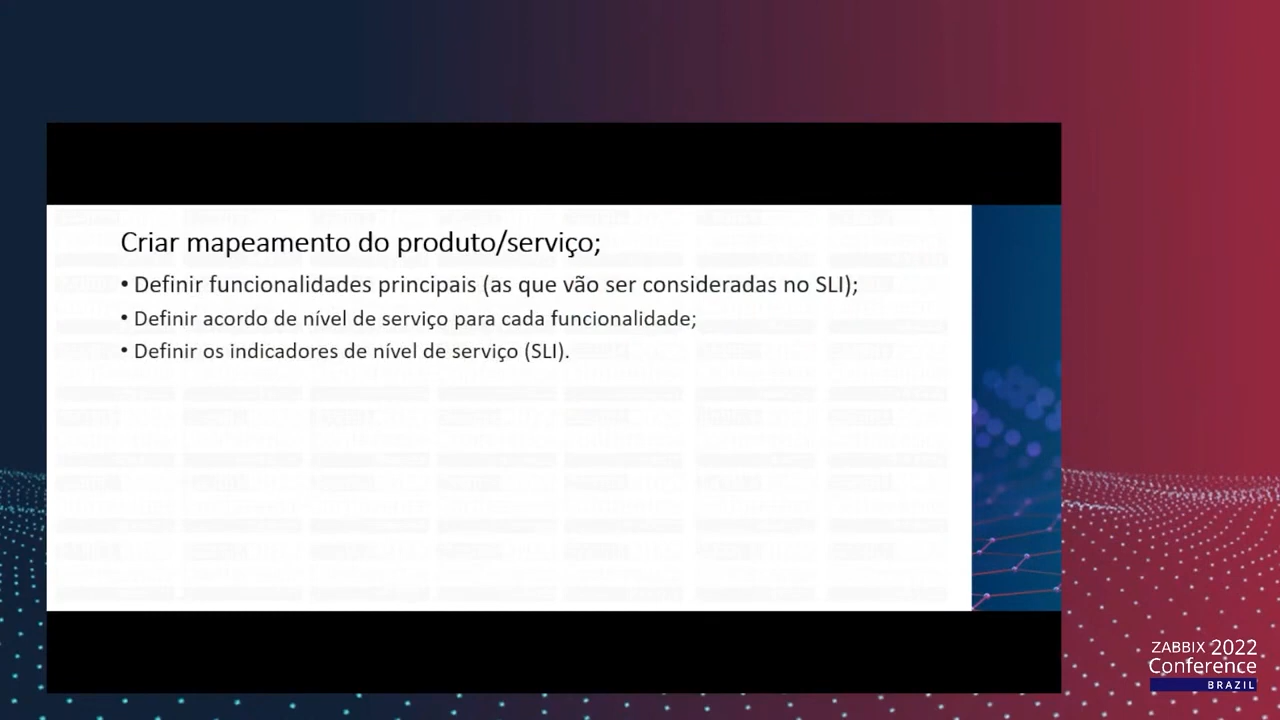 Criar mapeamento do produto/serviço;
• Definir funcionalidades principais (as que vão ser consideradas no SLI);
• Definir acordo de nível de serviço para cada funcionalidade;
• Definir os indicadores de nível de serviço (SLI).
ZABBIX 2022
Conference
BRAZIL